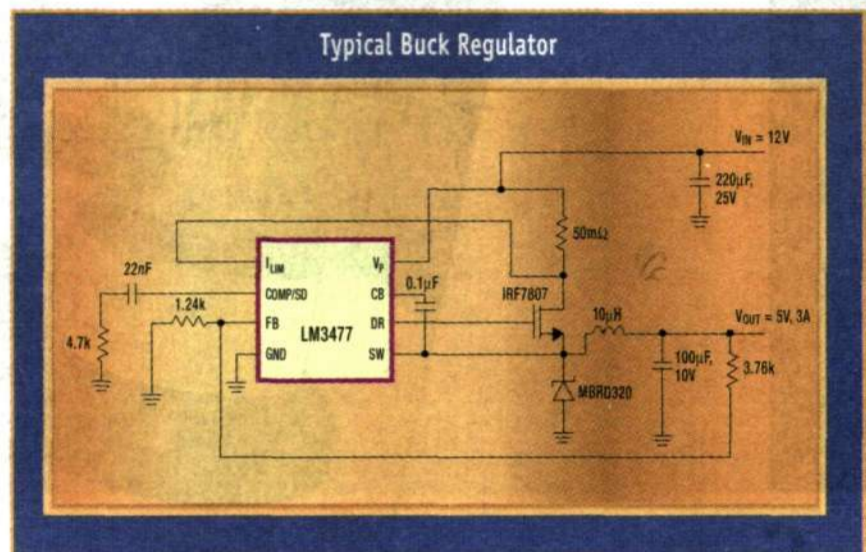 Typical Buck Regulator
V_IN = 12V
220µF,
25V
50mΩ
I_LIM
V_P
22nF
0.1µF
COMP/SD
CB
IRF7807
10µH
V_OUT = 5V, 3A
1.24k
FB
DR
LM3477
4.7k
GND
SW
100µF,
10V
3.76k
MBRD320